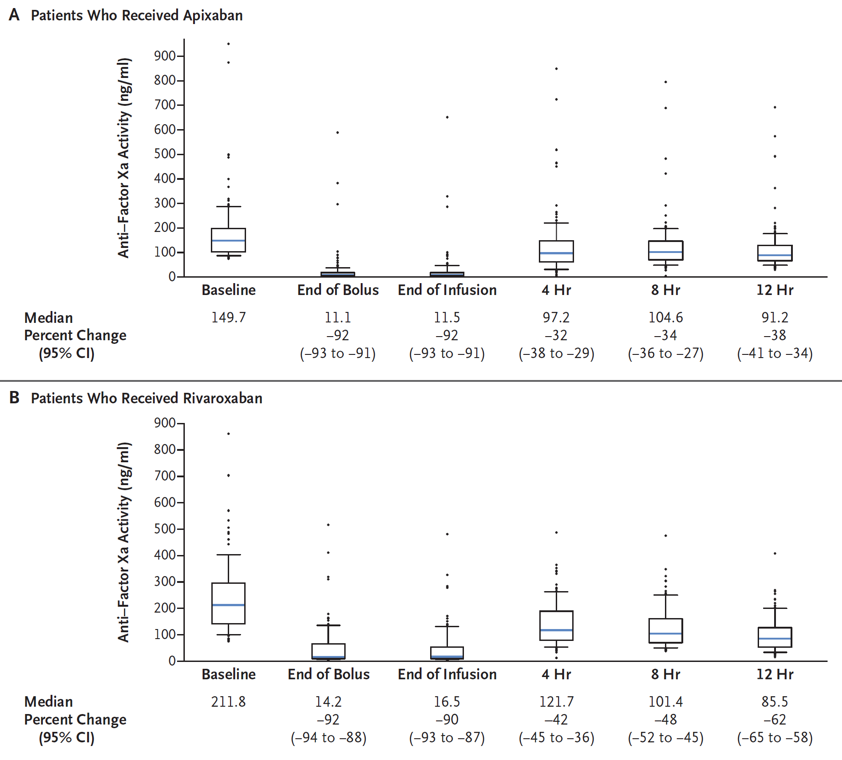 A Patients Who Received Apixaban
Anti–Factor Xa Activity (ng/ml)
900
800
700
600
500
400
300
200
100
0
Baseline End of Bolus End of Infusion 4 Hr 8 Hr 12 Hr
Median 149.7 11.1 11.5 97.2 104.6 91.2
Percent Change –92 –92 –32 –34 –38
(95% CI) (–93 to –91) (–93 to –91) (–38 to –29) (–36 to –27) (–41 to –34)
B Patients Who Received Rivaroxaban
Anti–Factor Xa Activity (ng/ml)
900
800
700
600
500
400
300
200
100
0
Baseline End of Bolus End of Infusion 4 Hr 8 Hr 12 Hr
Median 211.8 14.2 16.5 121.7 101.4 85.5
Percent Change –92 –90 –42 –48 –62
(95% CI) (–94 to –88) (–93 to –87) (–45 to –36) (–52 to –45) (–65 to –58)